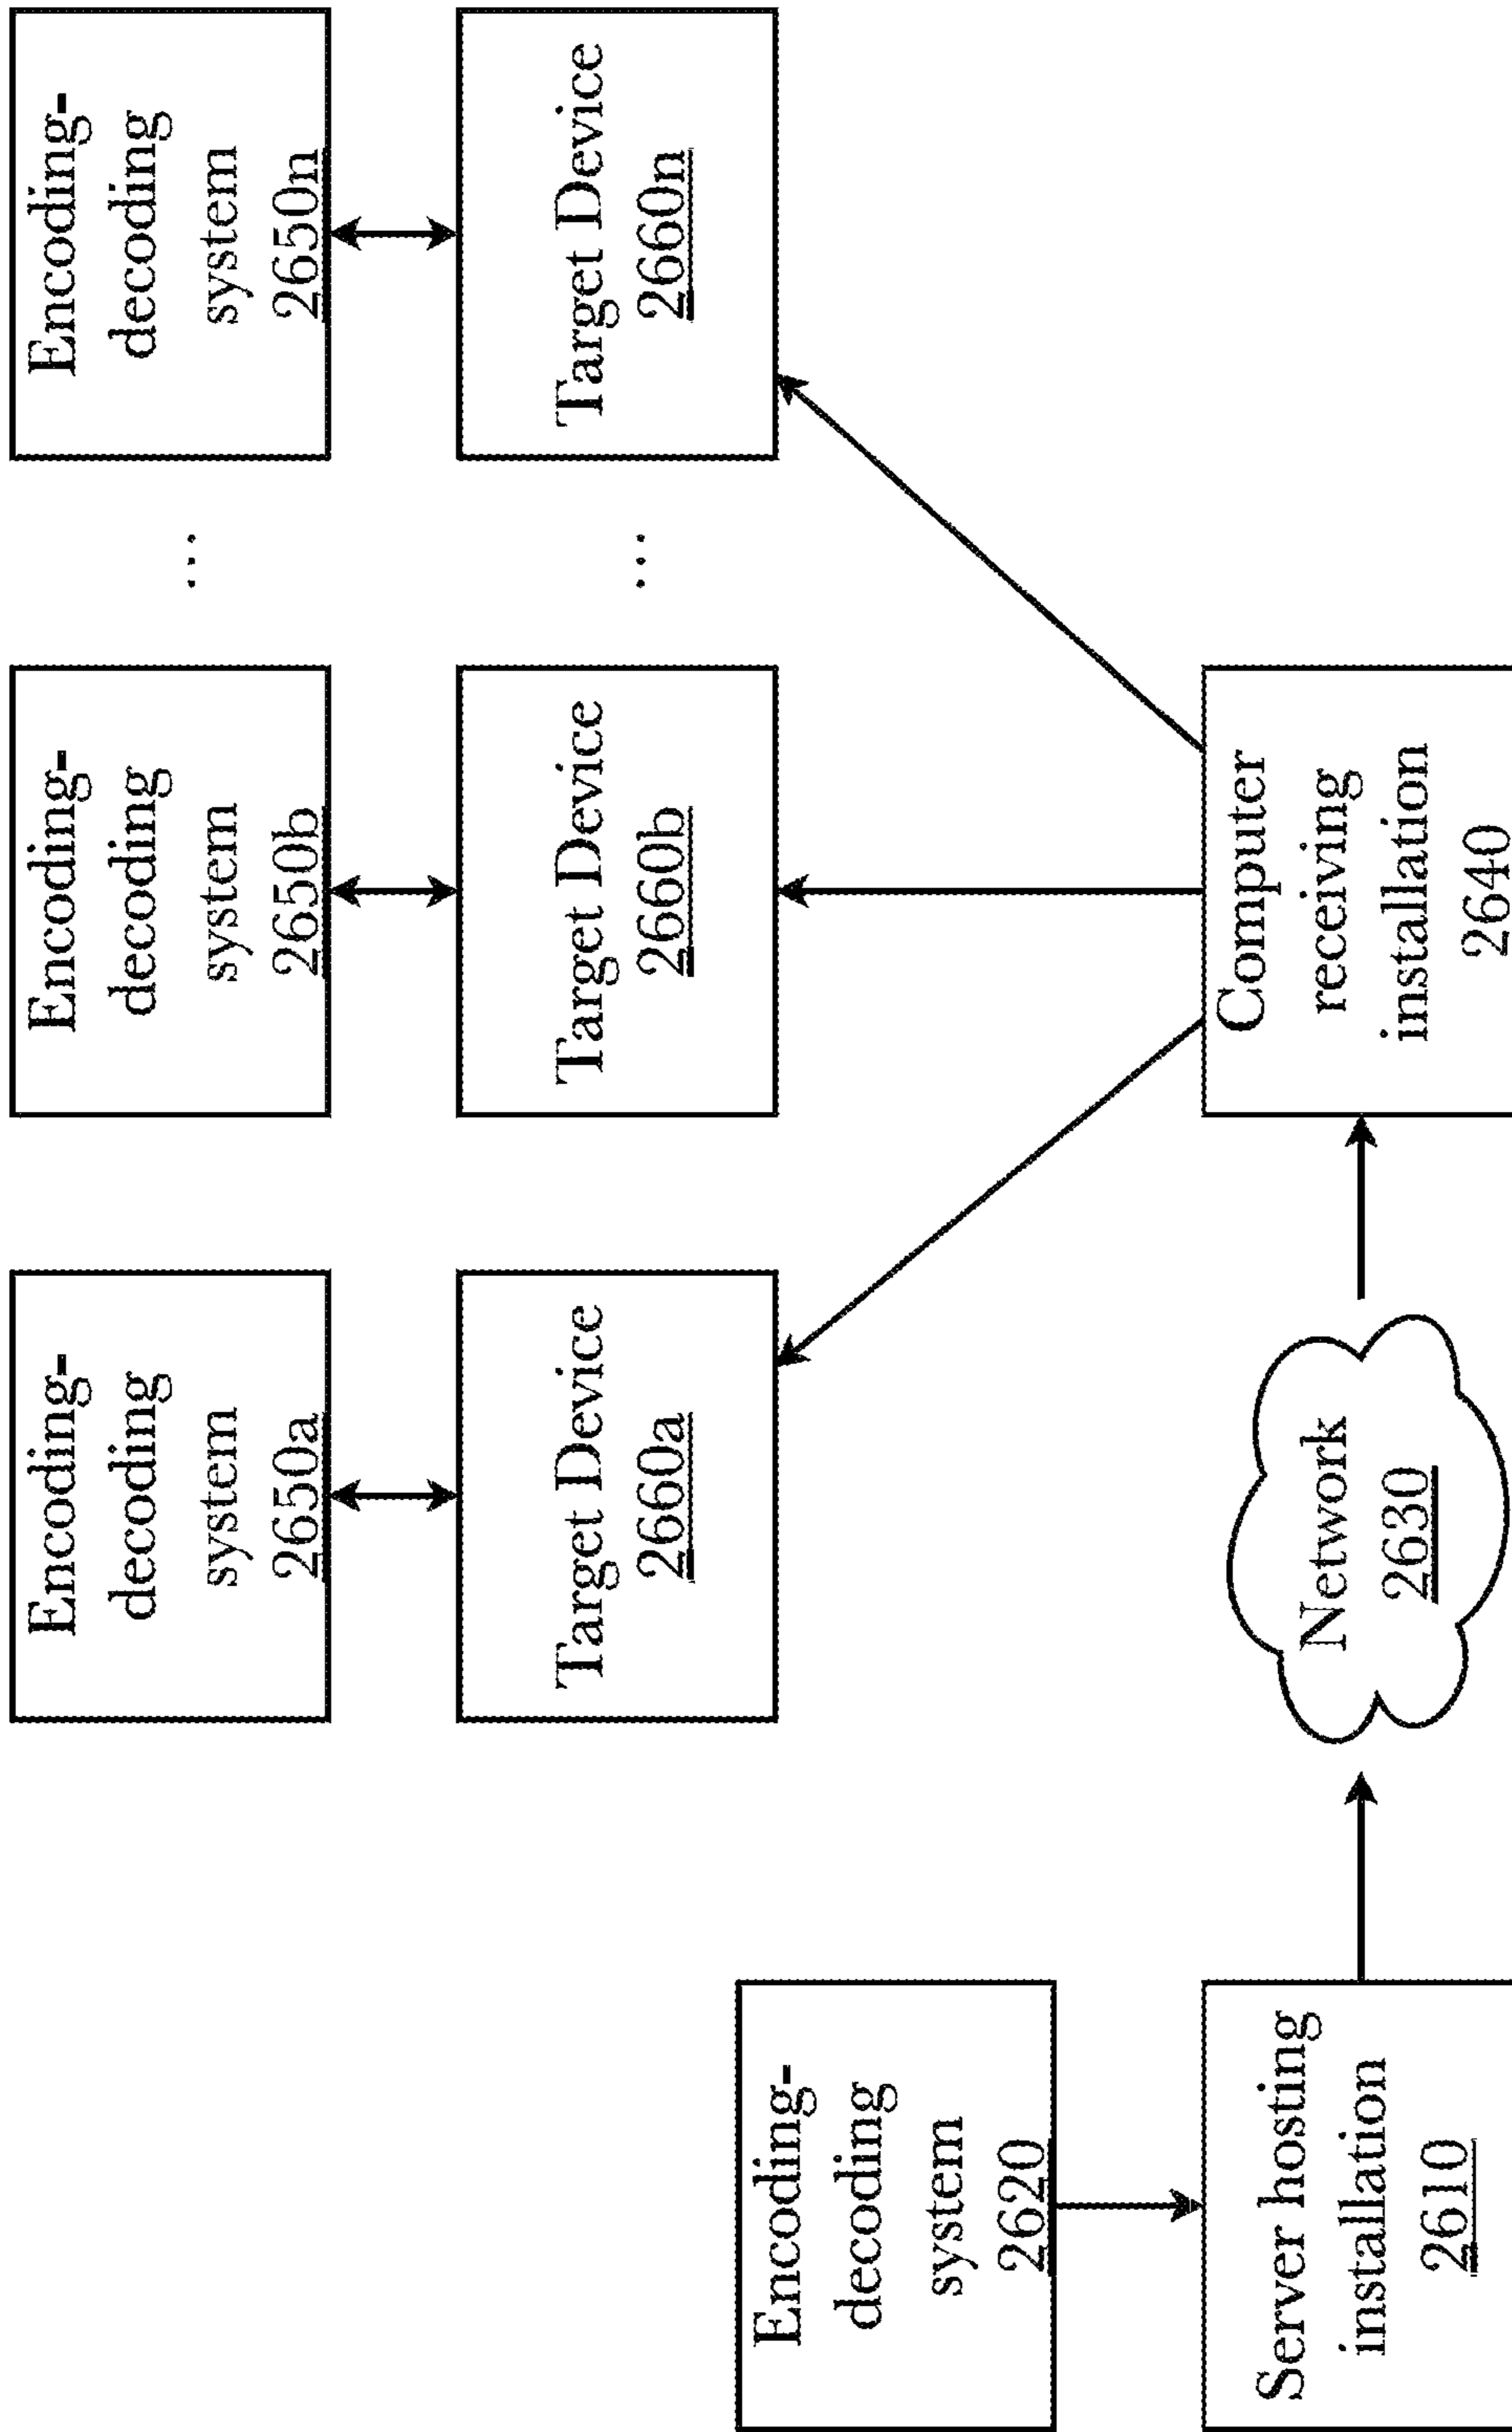 Encoding-
decoding
system
2650a
Encoding-
decoding
system
2650b
...
Encoding-
decoding
system
2650n
Target Device
2660a
Target Device
2660b
...
Target Device
2660n
Encoding-
decoding
system
2620
Server hosting
installation
2610
Network
2630
Computer
receiving
installation
2640